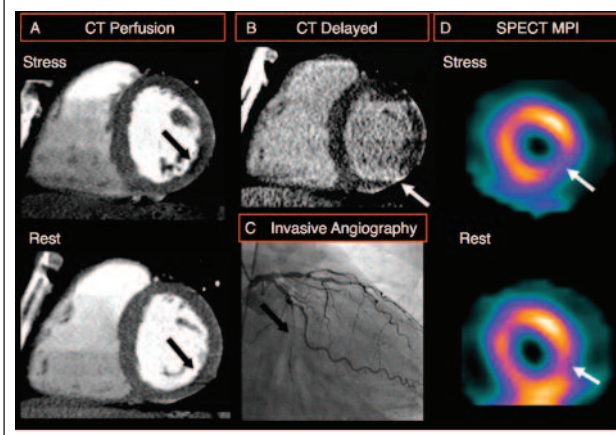 A CT Perfusion
B CT Delayed
D SPECT MPI
Stress
Stress
C Invasive Angiography
Rest
Rest